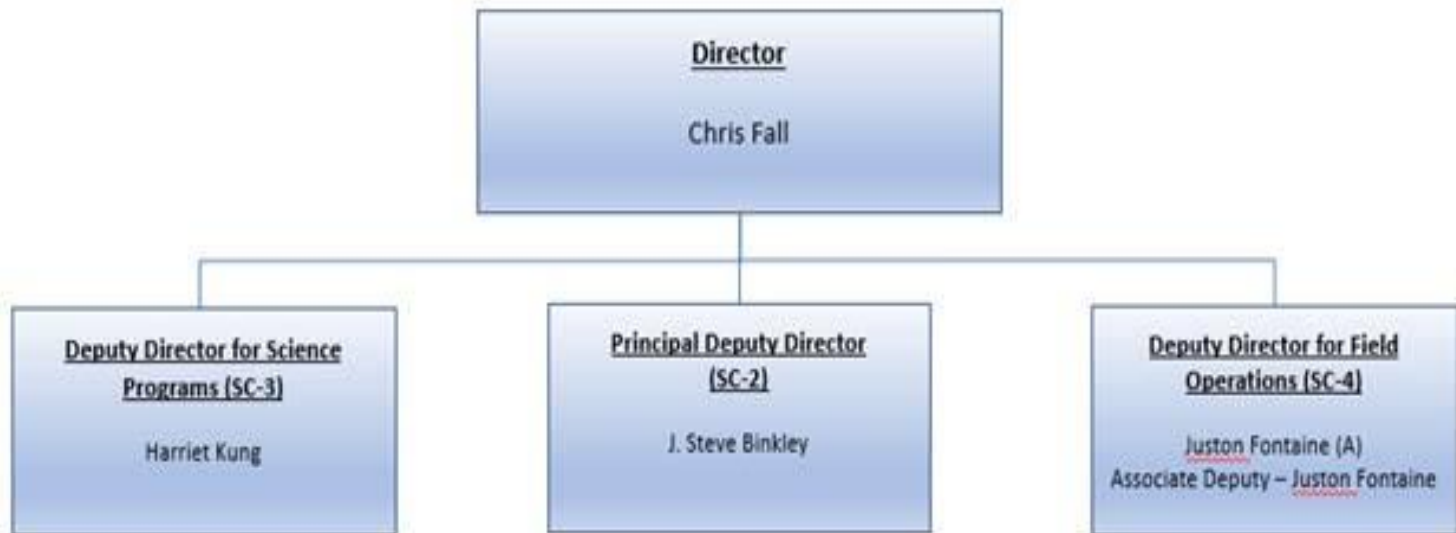 Director
Chris Fall
Deputy Director for Science
Programs (SC-3)
Harriet Kung
Principal Deputy Director
(SC-2)
J. Steve Binkley
Deputy Director for Field
Operations (SC-4)
Juston Fontaine (A)
Associate Deputy – Juston Fontaine